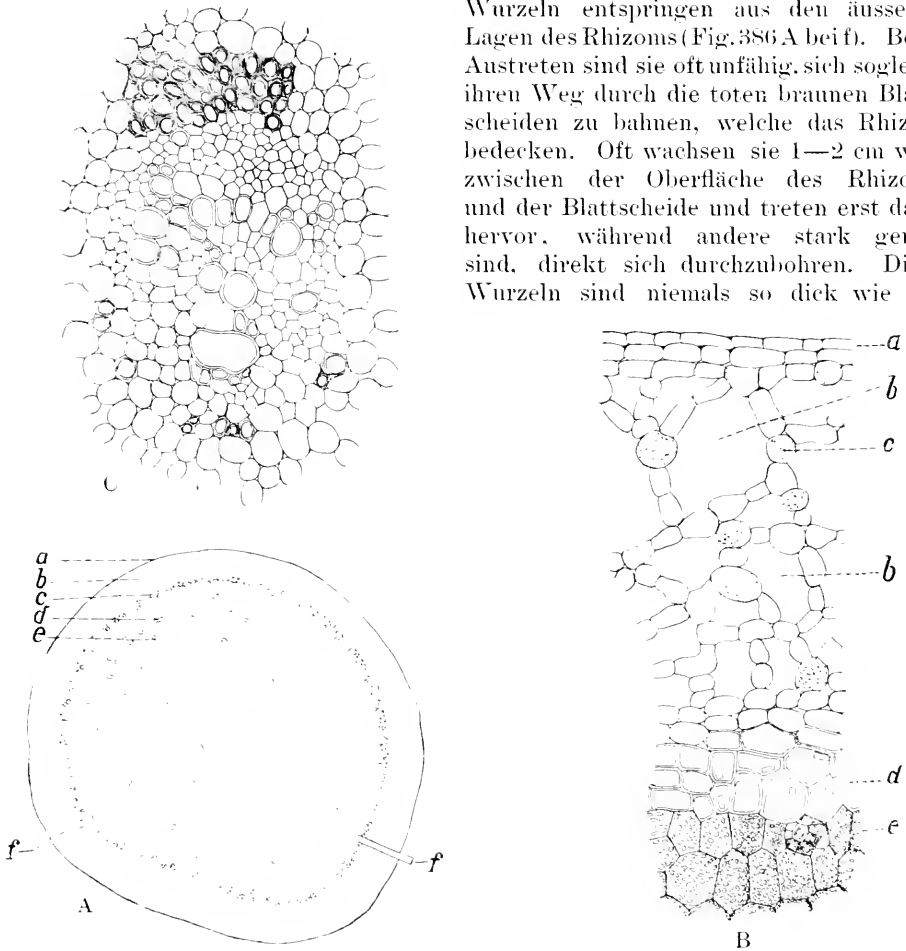 Wurzeln entspringen aus den äusse
Lagen des Rhizoms (Fig. 386 A bei f). Be
Austreten sind sie oft unfähig, sich sogle
ihren Weg durch die toten braunen Bla
scheiden zu bahnen, welche das Rhiz
bedecken. Oft wachsen sie 1—2 cm w
zwischen der Oberfläche des Rhizo
und der Blattscheide und treten erst da
hervor, während andere stark gen
sind, direkt sich durchzubohren. Di
Wurzeln sind niemals so dick wie
C
a
b
c
d
e
f
f
A
a
b
c
b
d
e
B